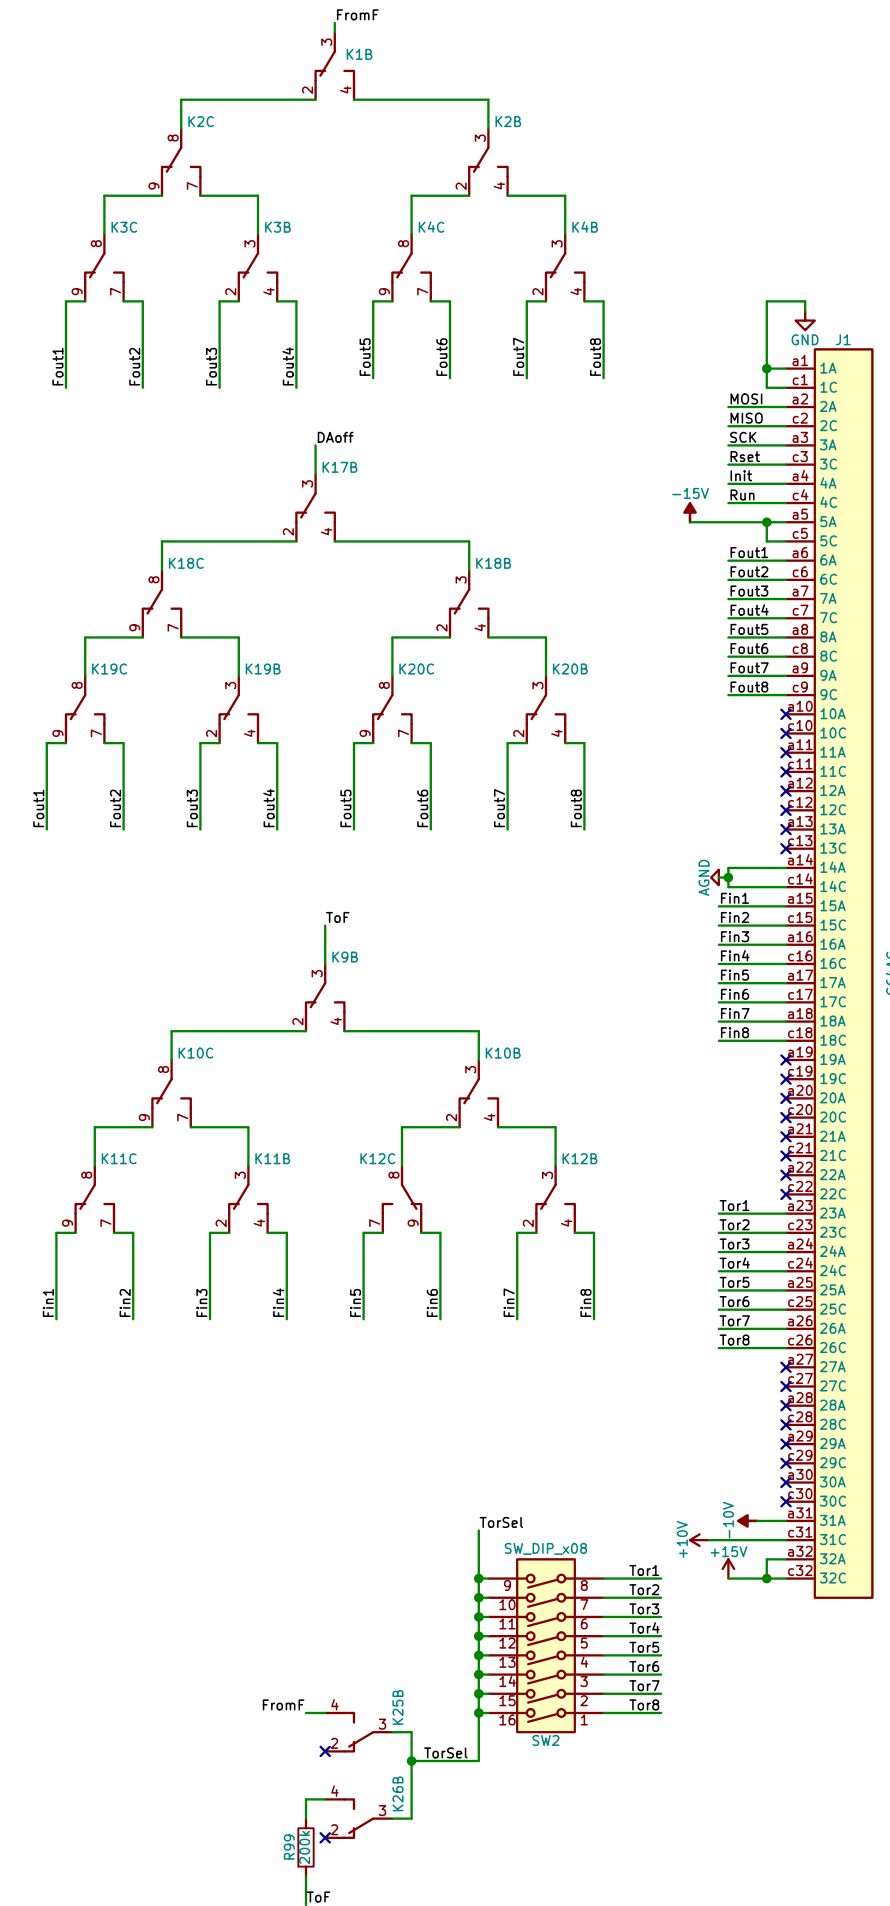 FromF
3
K1B
2
4
K2C
8
9
7
K2B
3
2
4
K3C
8
9
7
K3B
3
2
4
K4C
8
9
7
K4B
3
2
4
Fout1
Fout2
Fout3
Fout4
Fout5
Fout6
Fout7
Fout8
DAoff
3
K17B
2
4
K18C
8
9
7
K18B
3
2
4
K19C
8
9
7
K19B
3
2
4
K20C
8
9
7
K20B
3
2
4
Fout1
Fout2
Fout3
Fout4
Fout5
Fout6
Fout7
Fout8
ToF
3
K9B
2
4
K10C
8
9
7
K10B
3
2
4
K11C
8
9
7
K11B
3
2
4
K12C
8
7
9
K12B
3
2
4
Fin1
Fin2
Fin3
Fin4
Fin5
Fin6
Fin7
Fin8
GND
J1
a1 1A
c1 1C
MOSI a2 2A
MISO c2 2C
SCK a3 3A
Rset c3 3C
Init a4 4A
Run c4 4C
-15V
a5 5A
c5 5C
Fout1 a6 6A
Fout2 c6 6C
Fout3 a7 7A
Fout4 c7 7C
Fout5 a8 8A
Fout6 c8 8C
Fout7 a9 9A
Fout8 c9 9C
a10 10A
c10 10C
a11 11A
c11 11C
a12 12A
c12 12C
a13 13A
c13 13C
AGND
a14 14A
c14 14C
Fin1 a15 15A
Fin2 c15 15C
Fin3 a16 16A
Fin4 c16 16C
Fin5 a17 17A
Fin6 c17 17C
Fin7 a18 18A
Fin8 c18 18C
a19 19A
c19 19C
a20 20A
c20 20C
a21 21A
c21 21C
a22 22A
c22 22C
Tor1 a23 23A
Tor2 c23 23C
Tor3 a24 24A
Tor4 c24 24C
Tor5 a25 25A
Tor6 c25 25C
Tor7 a26 26A
Tor8 c26 26C
a27 27A
c27 27C
a28 28A
c28 28C
a29 29A
c29 29C
a30 30A
c30 30C
-10V
a31 31A
+10V
c31 31C
+15V
a32 32A
c32 32C
TorSel
SW_DIP_x08
9 8 Tor1
10 7 Tor2
11 6 Tor3
12 5 Tor4
13 4 Tor5
14 3 Tor6
15 2 Tor7
16 1 Tor8
SW2
FromF
4
3
2
K25B
TorSel
4
3
2
K26B
R99
200k
ToF